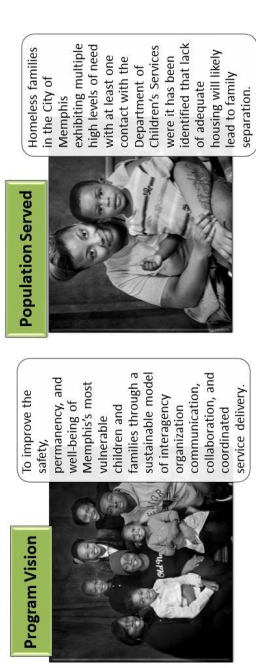 Program Vision
To improve the
safety,
permanency, and
well-being of
Memphis's most
vulnerable
children and
families through a
sustainable model
of interagency
organization
communication,
collaboration, and
coordinated
service delivery.
Population Served
Homeless families
in the City of
Memphis
exhibiting multiple
high levels of need
with at least one
contact with the
Department of
Children's Services
were it has been
identified that lack
of adequate
housing will likely
lead to family
separation.
Old Navy